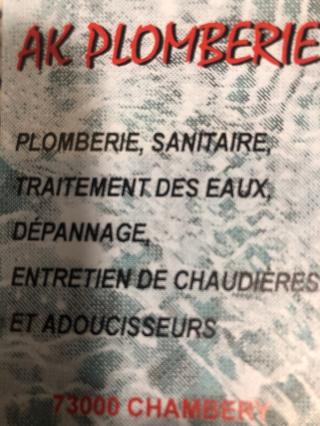 AK PLOMBERIE
PLOMBERIE, SANITAIRE,
TRAITEMENT DES EAUX,
DÉPANNAGE,
ENTRETIEN DE CHAUDIÈRES
ET ADOUCISSEURS
73000 CHAMBERY